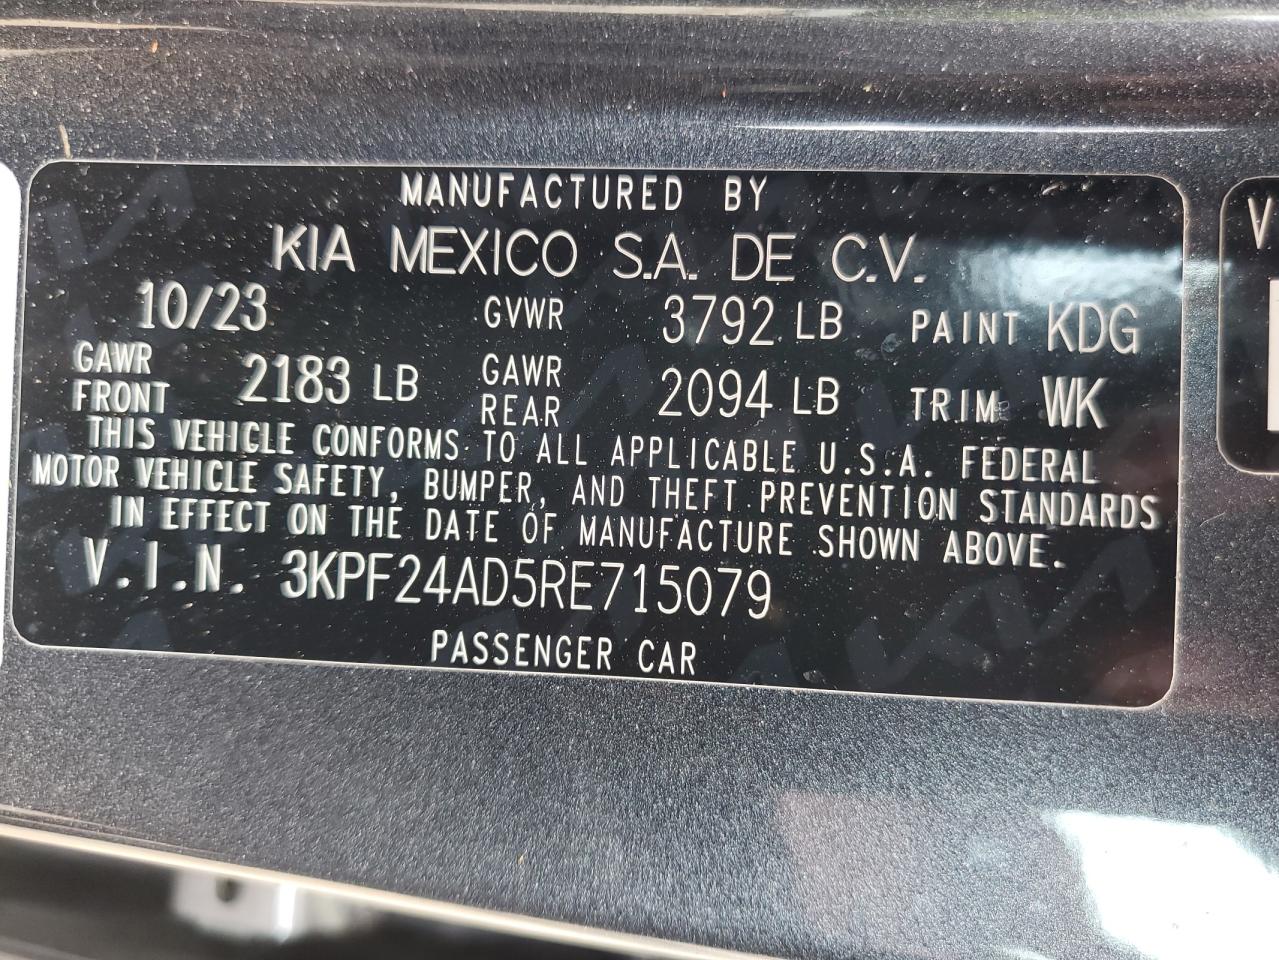 MANUFACTURED BY
KIA MEXICO S.A. DE C.V.
10/23 GVWR 3792 LB PAINT KDG
GAWR FRONT 2183 LB GAWR REAR 2094 LB TRIM WK
THIS VEHICLE CONFORMS TO ALL APPLICABLE U.S.A. FEDERAL
MOTOR VEHICLE SAFETY, BUMPER, AND THEFT PREVENTION STANDARDS
IN EFFECT ON THE DATE OF MANUFACTURE SHOWN ABOVE.
V.I.N. 3KPF24AD5RE715079
PASSENGER CAR
V